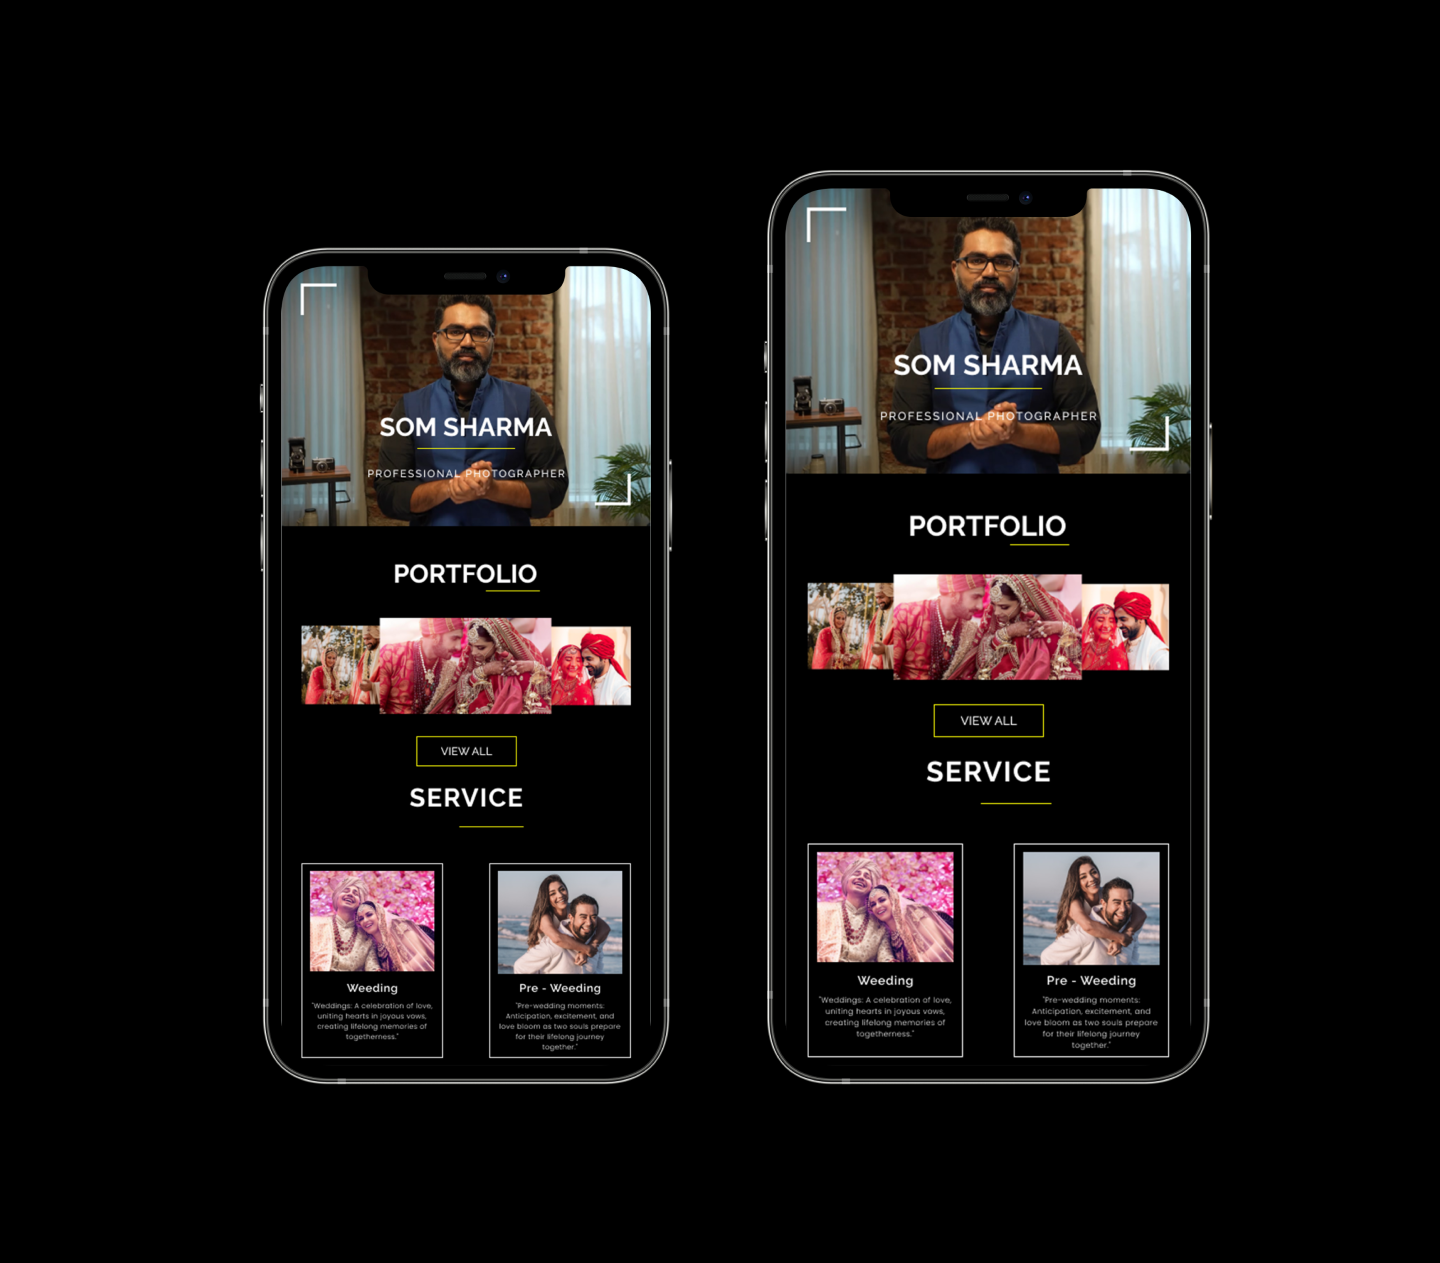 SOM SHARMA
PROFESSIONAL PHOTOGRAPHER
PORTFOLIO
VIEW ALL
SERVICE
Weeding
"Weddings: A celebration of love,
uniting hearts in joyous vows,
creating lifelong memories of
togetherness."
Pre - Weeding
"Pre-wedding moments:
Anticipation, excitement, and
love bloom as two souls prepare
for their lifelong journey
together."
SOM SHARMA
PROFESSIONAL PHOTOGRAPHER
PORTFOLIO
VIEW ALL
SERVICE
Weeding
"Weddings: A celebration of love,
uniting hearts in joyous vows,
creating lifelong memories of
togetherness."
Pre - Weeding
"Pre-wedding moments:
Anticipation, excitement, and
love bloom as two souls prepare
for their lifelong journey
together."